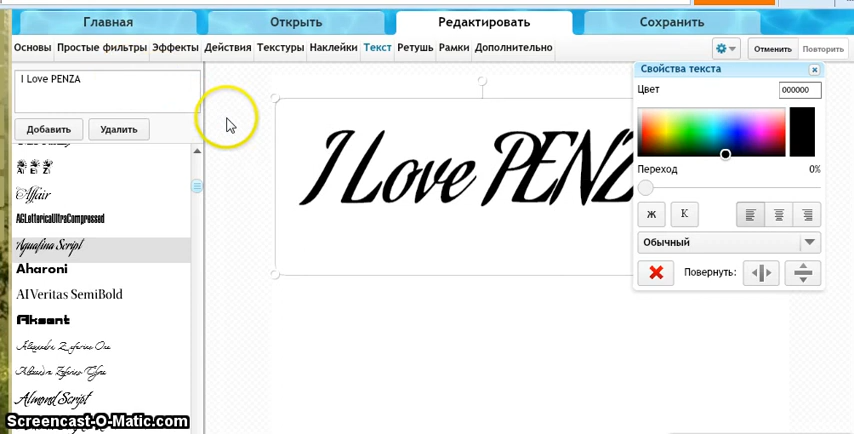 Главная
Открыть
Редактировать
Сохранить
Основы
Простые фильтры
Эффекты
Действия
Текстуры
Наклейки
Текст
Ретушь
Рамки
Дополнительно
Отменить
Повторить
I Love PENZA
Добавить
Удалить
Affair
AGLettericaUltraCompressed
Aguafina Script
Aharoni
AIVeritas SemiBold
Aksent
Almond Script
I Love PENZ
Свойства текста
Цвет
000000
Переход
0%
Ж
К
Обычный
Повернуть:
Screencast-O-Matic.com